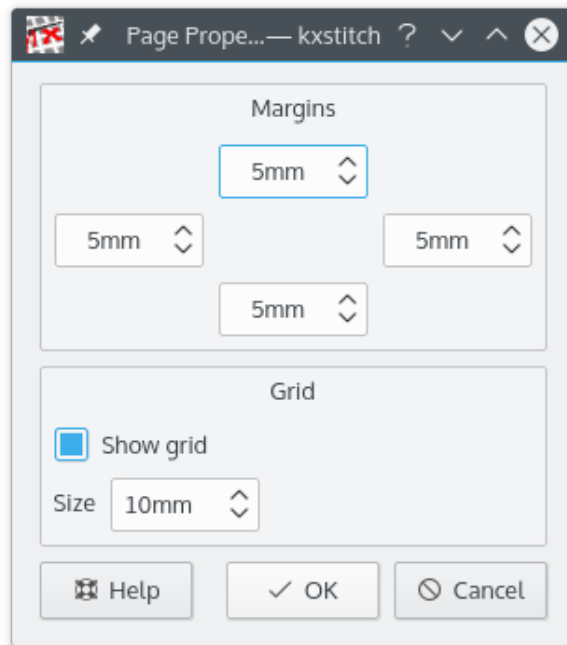 Page Prope...— kxstitch ?
Margins
5mm
5mm 5mm
5mm
Grid
Show grid
Size 10mm
Help OK Cancel